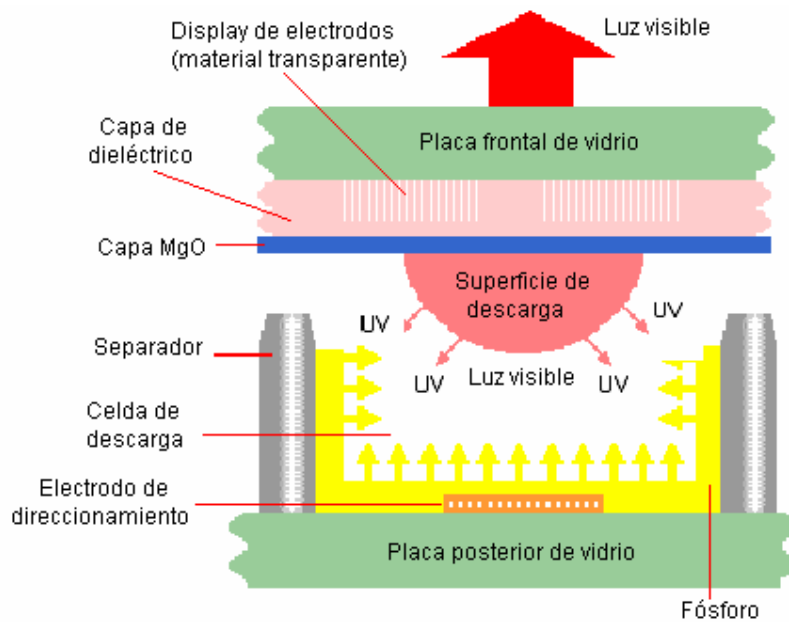 Display de electrodos
(material transparente)
Luz visible
Capa de
dieléctrico
Placa frontal de vidrio
Capa MgO
Superficie de
descarga
UV
UV
Separador
UV
Luz visible
UV
Celda de
descarga
Electrodo de
direccionamiento
Placa posterior de vidrio
Fósforo